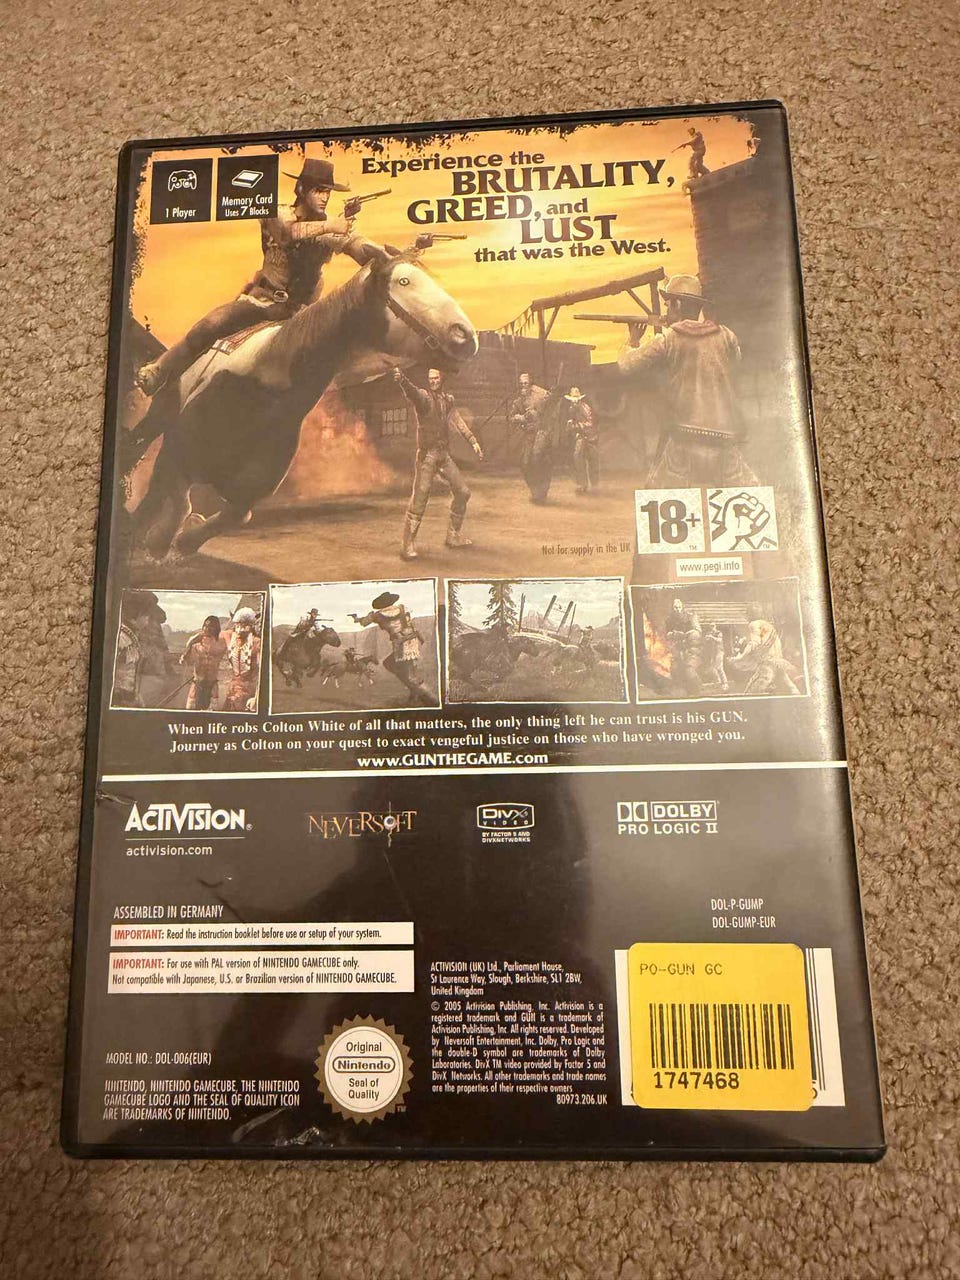 1 Player
Memory Card
Uses 7 Blocks
Experience the
BRUTALITY,
GREED, and
LUST
that was the West.
18+
TM
TM
Not for supply in the UK
www.pegi.info
When life robs Colton White of all that matters, the only thing left he can trust is his GUN.
Journey as Colton on your quest to exact vengeful justice on those who have wronged you.
www.GUNTHEGAME.com
ACTIVISION®
activision.com
NEVERSOFT
DIVX
VIDEO
BY FACTOR 5 AND
DIVXNETWORKS
DOLBY
PRO LOGIC II
ASSEMBLED IN GERMANY
IMPORTANT: Read the instruction booklet before use or setup of your system.
IMPORTANT: For use with PAL version of NINTENDO GAMECUBE only.
Not compatible with Japanese, U.S. or Brazilian version of NINTENDO GAMECUBE.
MODEL NO.: DOL-006(EUR)
NINTENDO, NINTENDO GAMECUBE, THE NINTENDO
GAMECUBE LOGO AND THE SEAL OF QUALITY ICON
ARE TRADEMARKS OF NINTENDO.
Original
Nintendo
Seal of
Quality
TM
ACTIVISION (UK) Ltd., Parliament House,
St Laurence Way, Slough, Berkshire, SL1 2BW,
United Kingdom
© 2005 Activision Publishing, Inc. Activision is a
registered trademark and GUN is a trademark of
Activision Publishing, Inc. All rights reserved. Developed
by Neversoft Entertainment, Inc. Dolby, Pro Logic and
the double-D symbol are trademarks of Dolby
Laboratories. DivX TM video provided by Factor 5 and
DivX Networks. All other trademarks and trade names
are the properties of their respective owners
80973.206.UK
DOL-P-GUMP
DOL-GUMP-EUR
PO-GUN GC
1747468